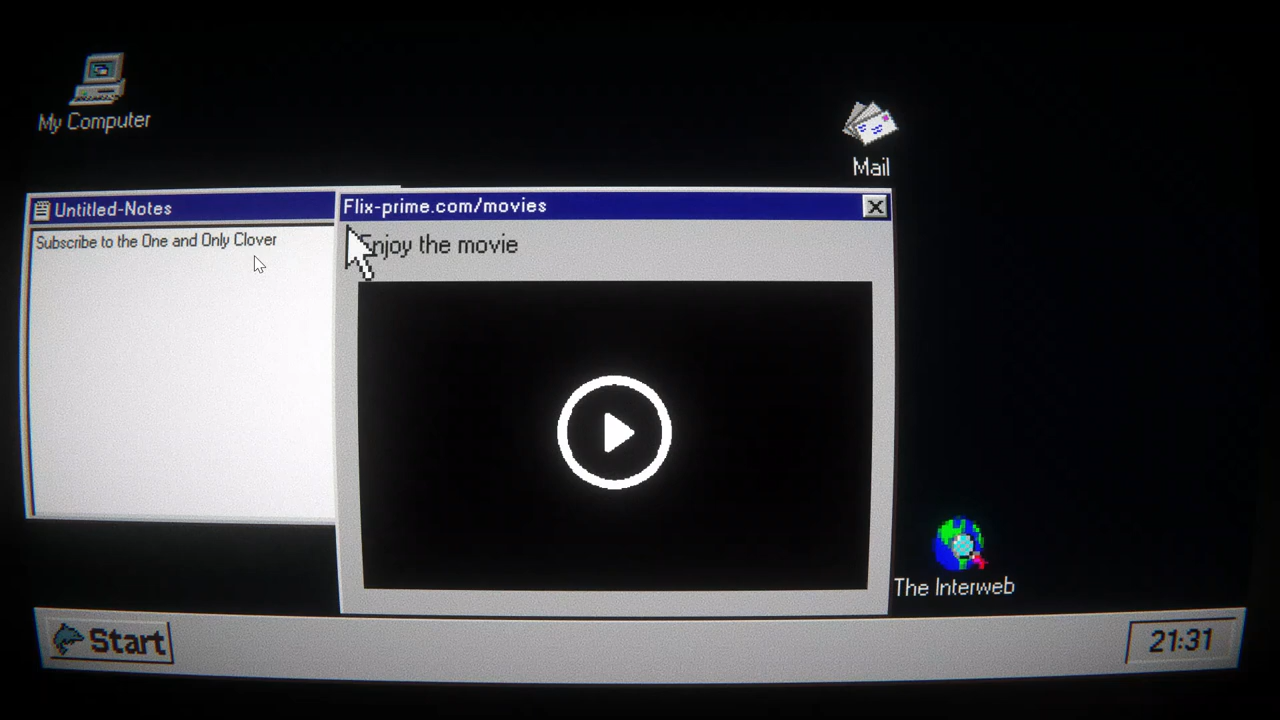 My Computer
Mail
Untitled-Notes
Subscribe to the One and Only Clover
Flix-prime.com/movies
Enjoy the movie
The Interweb
Start
21:31